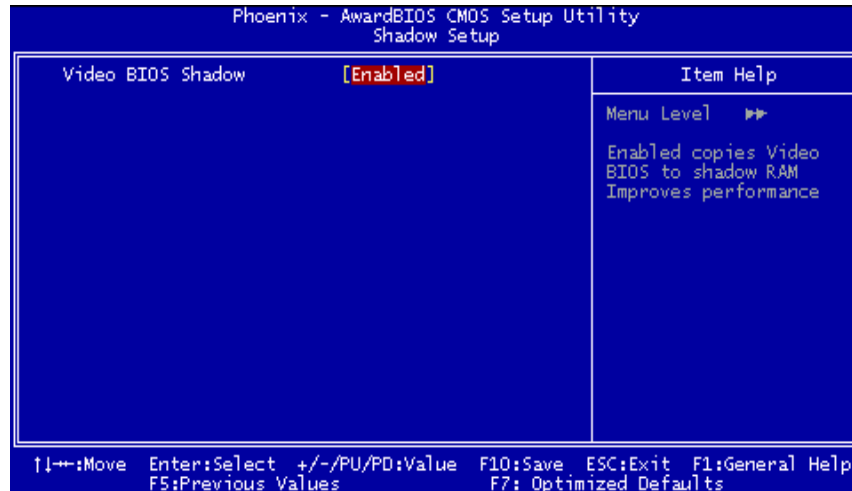 Phoenix - AwardBIOS CMOS Setup Utility
Shadow Setup
Video BIOS Shadow [Enabled]
Item Help
Menu Level ▶▶
Enabled copies Video
BIOS to shadow RAM
Improves performance
↑↓→←:Move Enter:Select +/-/PU/PD:Value F10:Save ESC:Exit F1:General Help
F5:Previous Values F7: Optimized Defaults